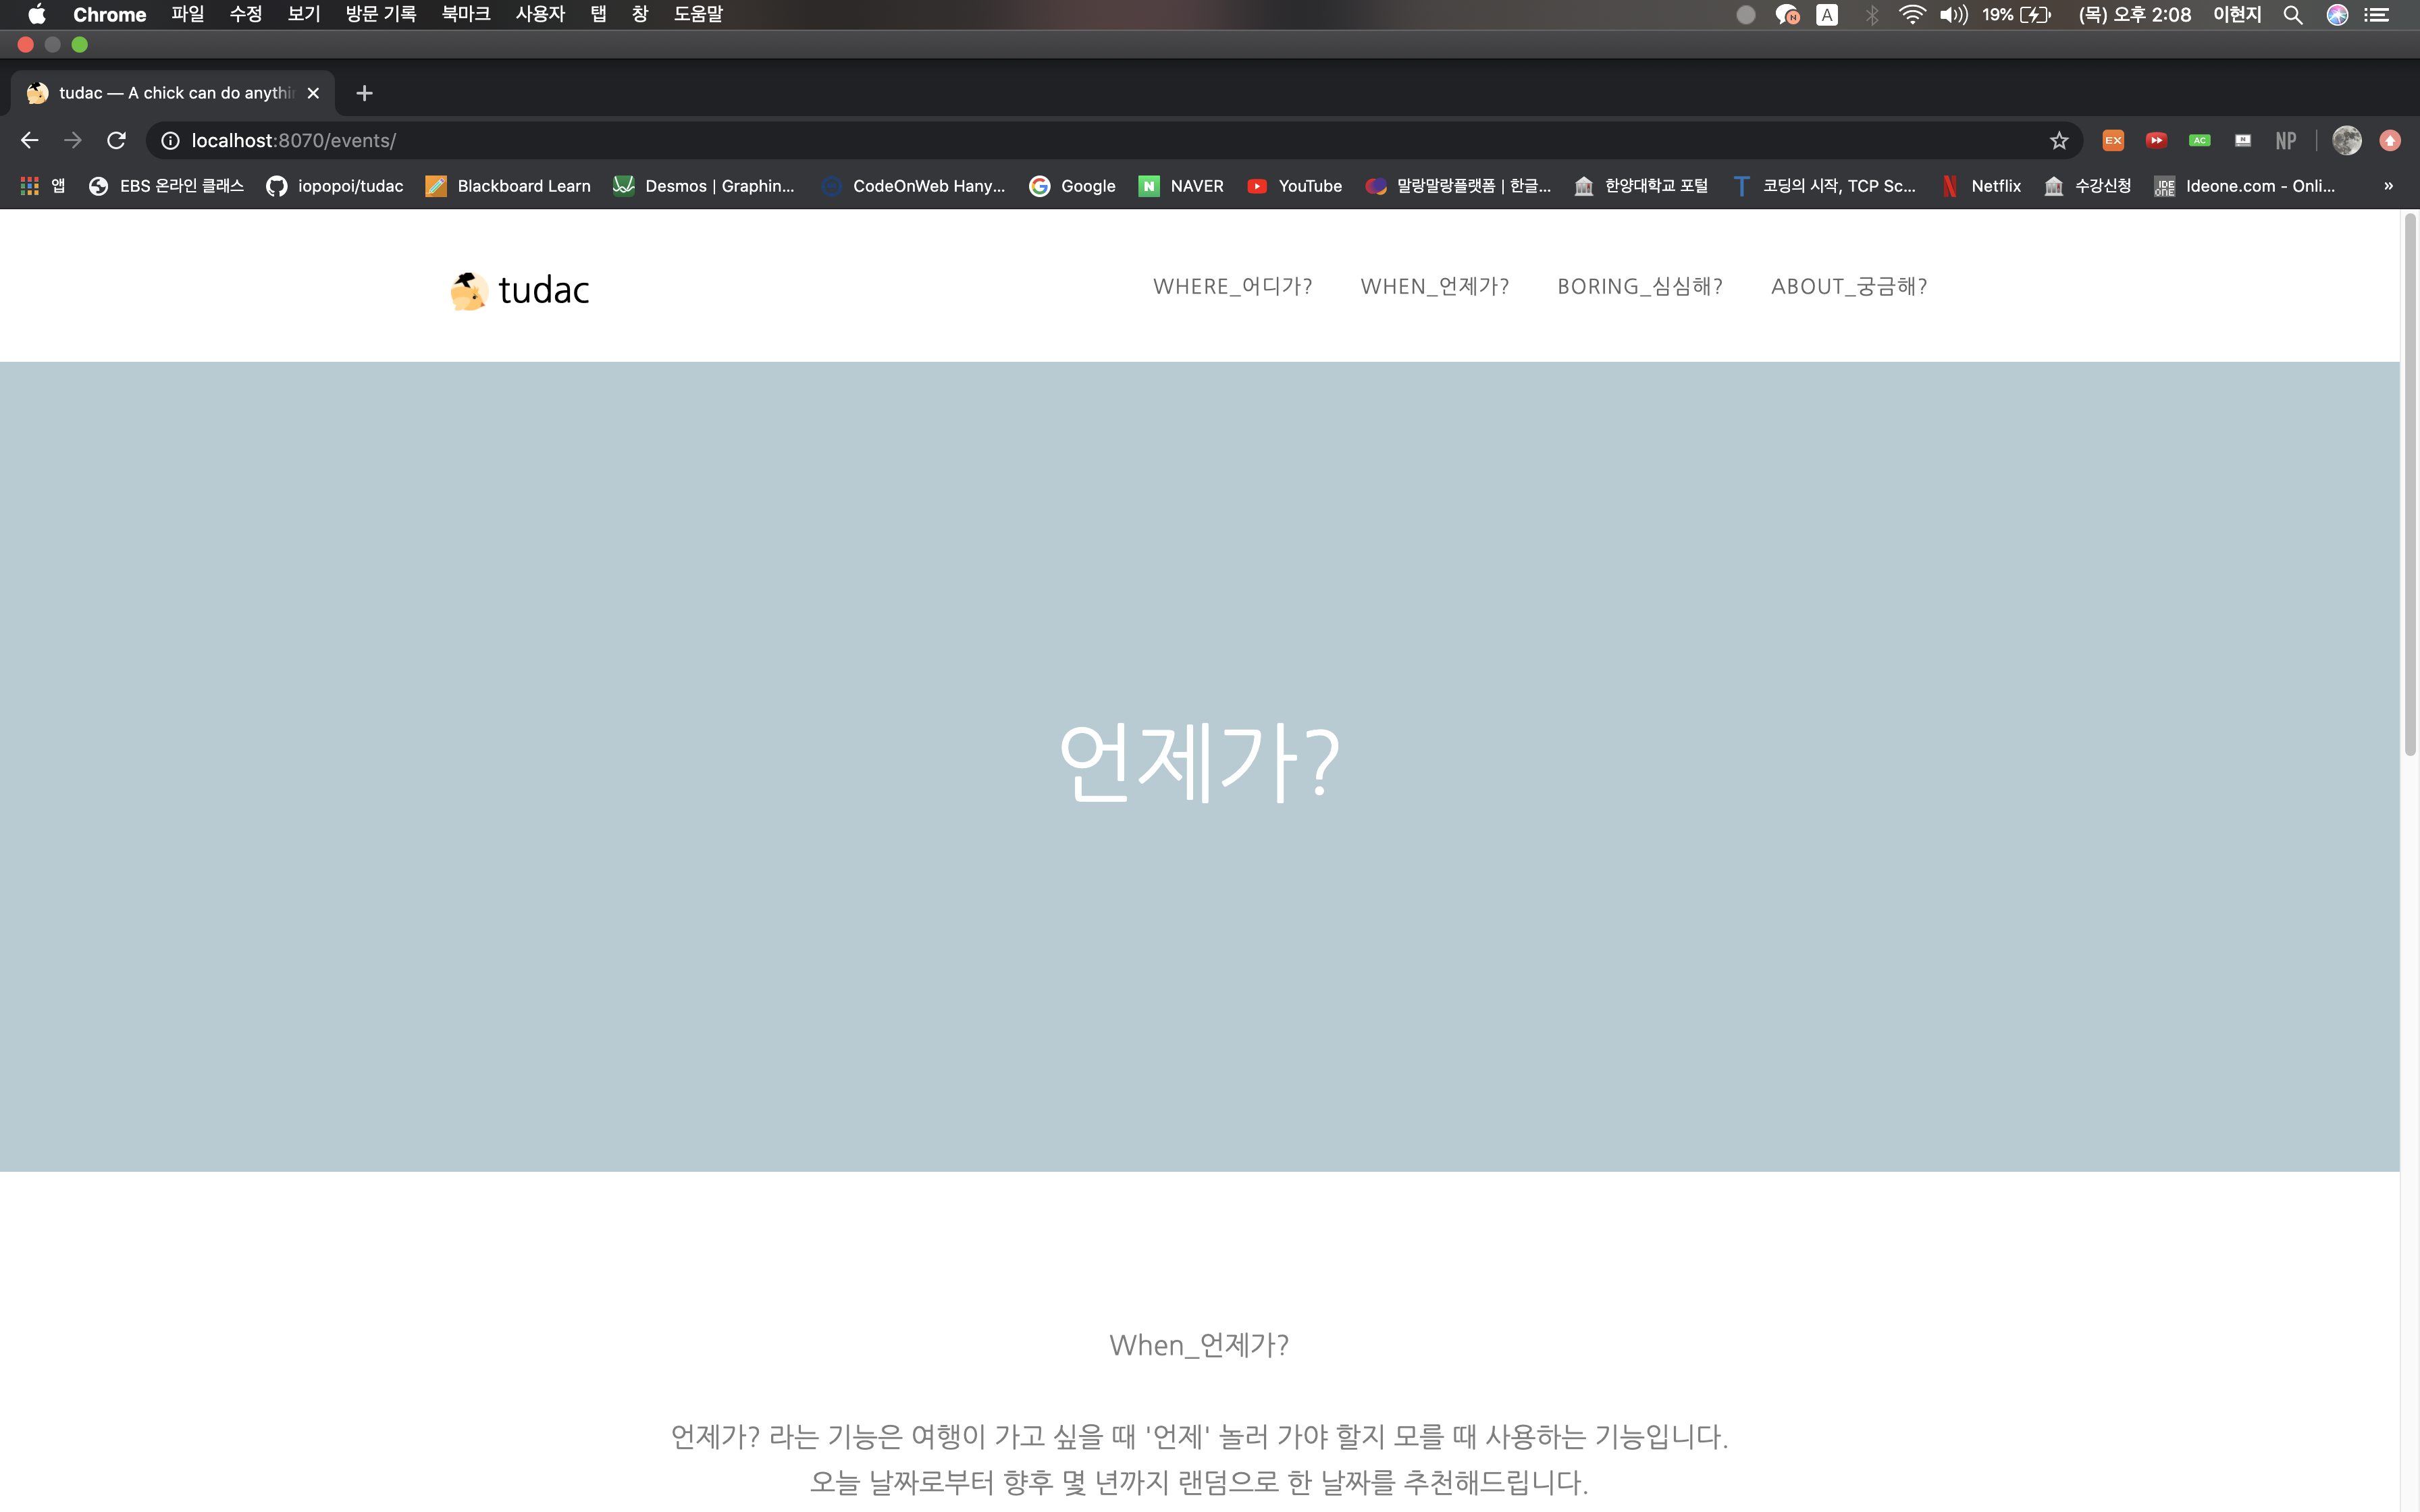 Chrome 파일 수정 보기 방문 기록 북마크 사용자 탭 창 도움말 A 19% (목) 오후 2:08 이현지
tudac — A chick can do anythi
localhost:8070/events/ EX AC N NP
앱 EBS 온라인 클래스 iopopoi/tudac Blackboard Learn Desmos | Graphin... CodeOnWeb Hany... Google NAVER YouTube 말랑말랑플랫폼 | 한글... 한양대학교 포털 코딩의 시작, TCP Sc... Netflix 수강신청 Ideone.com - Onli... »
tudac WHERE_어디가? WHEN_언제가? BORING_심심해? ABOUT_궁금해?
언제가?
When_언제가?
언제가? 라는 기능은 여행이 가고 싶을 때 '언제' 놀러 가야 할지 모를 때 사용하는 기능입니다.
오늘 날짜로부터 향후 몇 년까지 랜덤으로 한 날짜를 추천해드립니다.